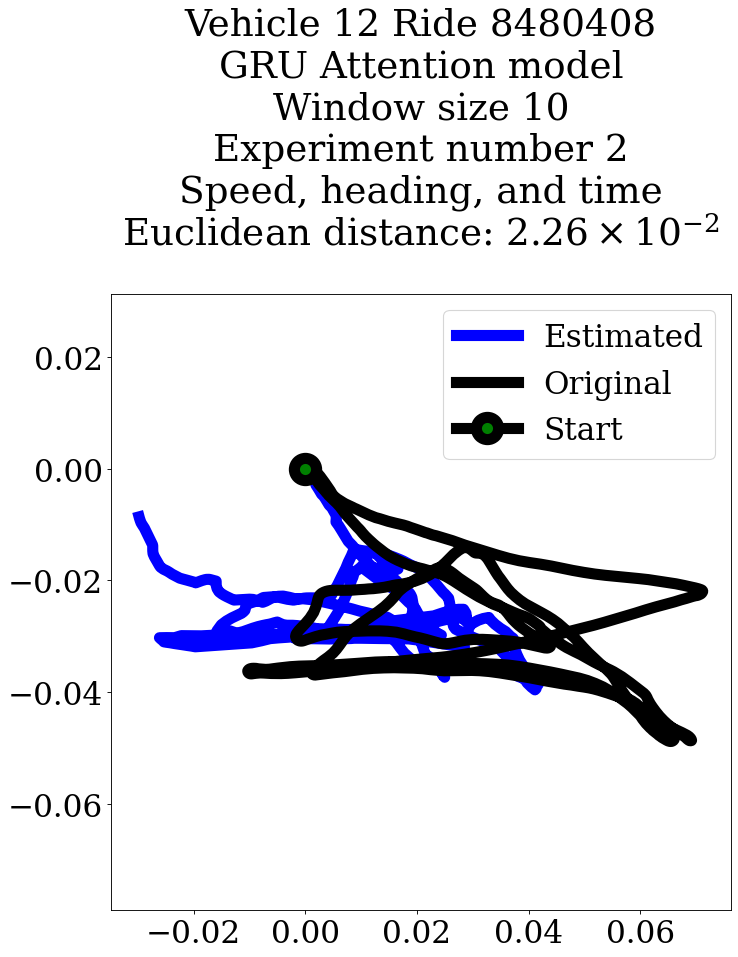 Vehicle 12 Ride 8480408
GRU Attention model
Window size 10
Experiment number 2
Speed, heading, and time
Euclidean distance: 2.26 × 10⁻²
Estimated
Original
Start
0.02
0.00
−0.02
−0.04
−0.06
−0.02 0.00 0.02 0.04 0.06